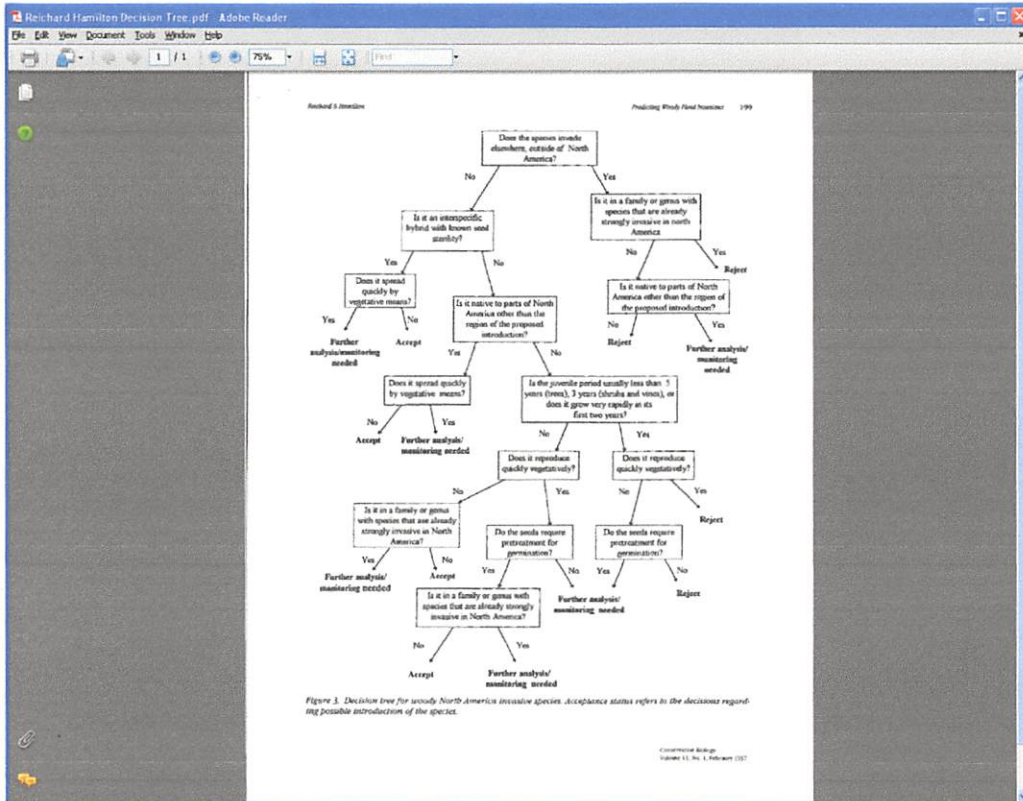 Reichard Hamilton Decision Tree.pdf - Adobe Reader
File Edit View Document Tools Window Help
1 / 1
75%
Find
Reichard & Hamilton
Predicting Woody Plant Invasions 199
Does the species invade
elsewhere, outside of North
America?
No
Yes
Is it an interspecific
hybrid with known seed
sterility?
Is it in a family or genus with
species that are already
strongly invasive in north
America
Yes
No
No
Yes
Reject
Does it spread
quickly by
vegetative means?
Is it native to parts of North
America other than the
region of the proposed
introduction?
Is it native to parts of North
America other than the region of
the proposed introduction?
Yes
No
Further
analysis/monitoring
needed
Accept
Yes
No
No
Yes
Reject
Further analysis/
monitoring
needed
Does it spread quickly
by vegetative means?
Is the juvenile period usually less than 5
years (trees), 3 years (shrubs and vines), or
does it grow very rapidly in its
first two years?
No
Yes
Accept
Further analysis/
monitoring needed
No
Yes
Does it reproduce
quickly vegetatively?
Does it reproduce
quickly vegetatively?
No
Yes
No
Yes
Reject
Is it in a family or genus
with species that are already
strongly invasive in North
America?
Do the seeds require
pretreatment for
germination?
Do the seeds require
pretreatment for
germination?
Yes
No
Further analysis/
monitoring needed
Accept
Yes
No
Yes
No
Further analysis/
monitoring needed
Reject
Is it in a family or genus with
species that are already strongly
invasive in North America?
No
Yes
Accept
Further analysis/
monitoring needed
Figure 3. Decision tree for woody North America invasive species. Acceptance status refers to the decisions regard-
ing possible introduction of the species.
Conservation Biology
Volume 11, No. 1, February 1997